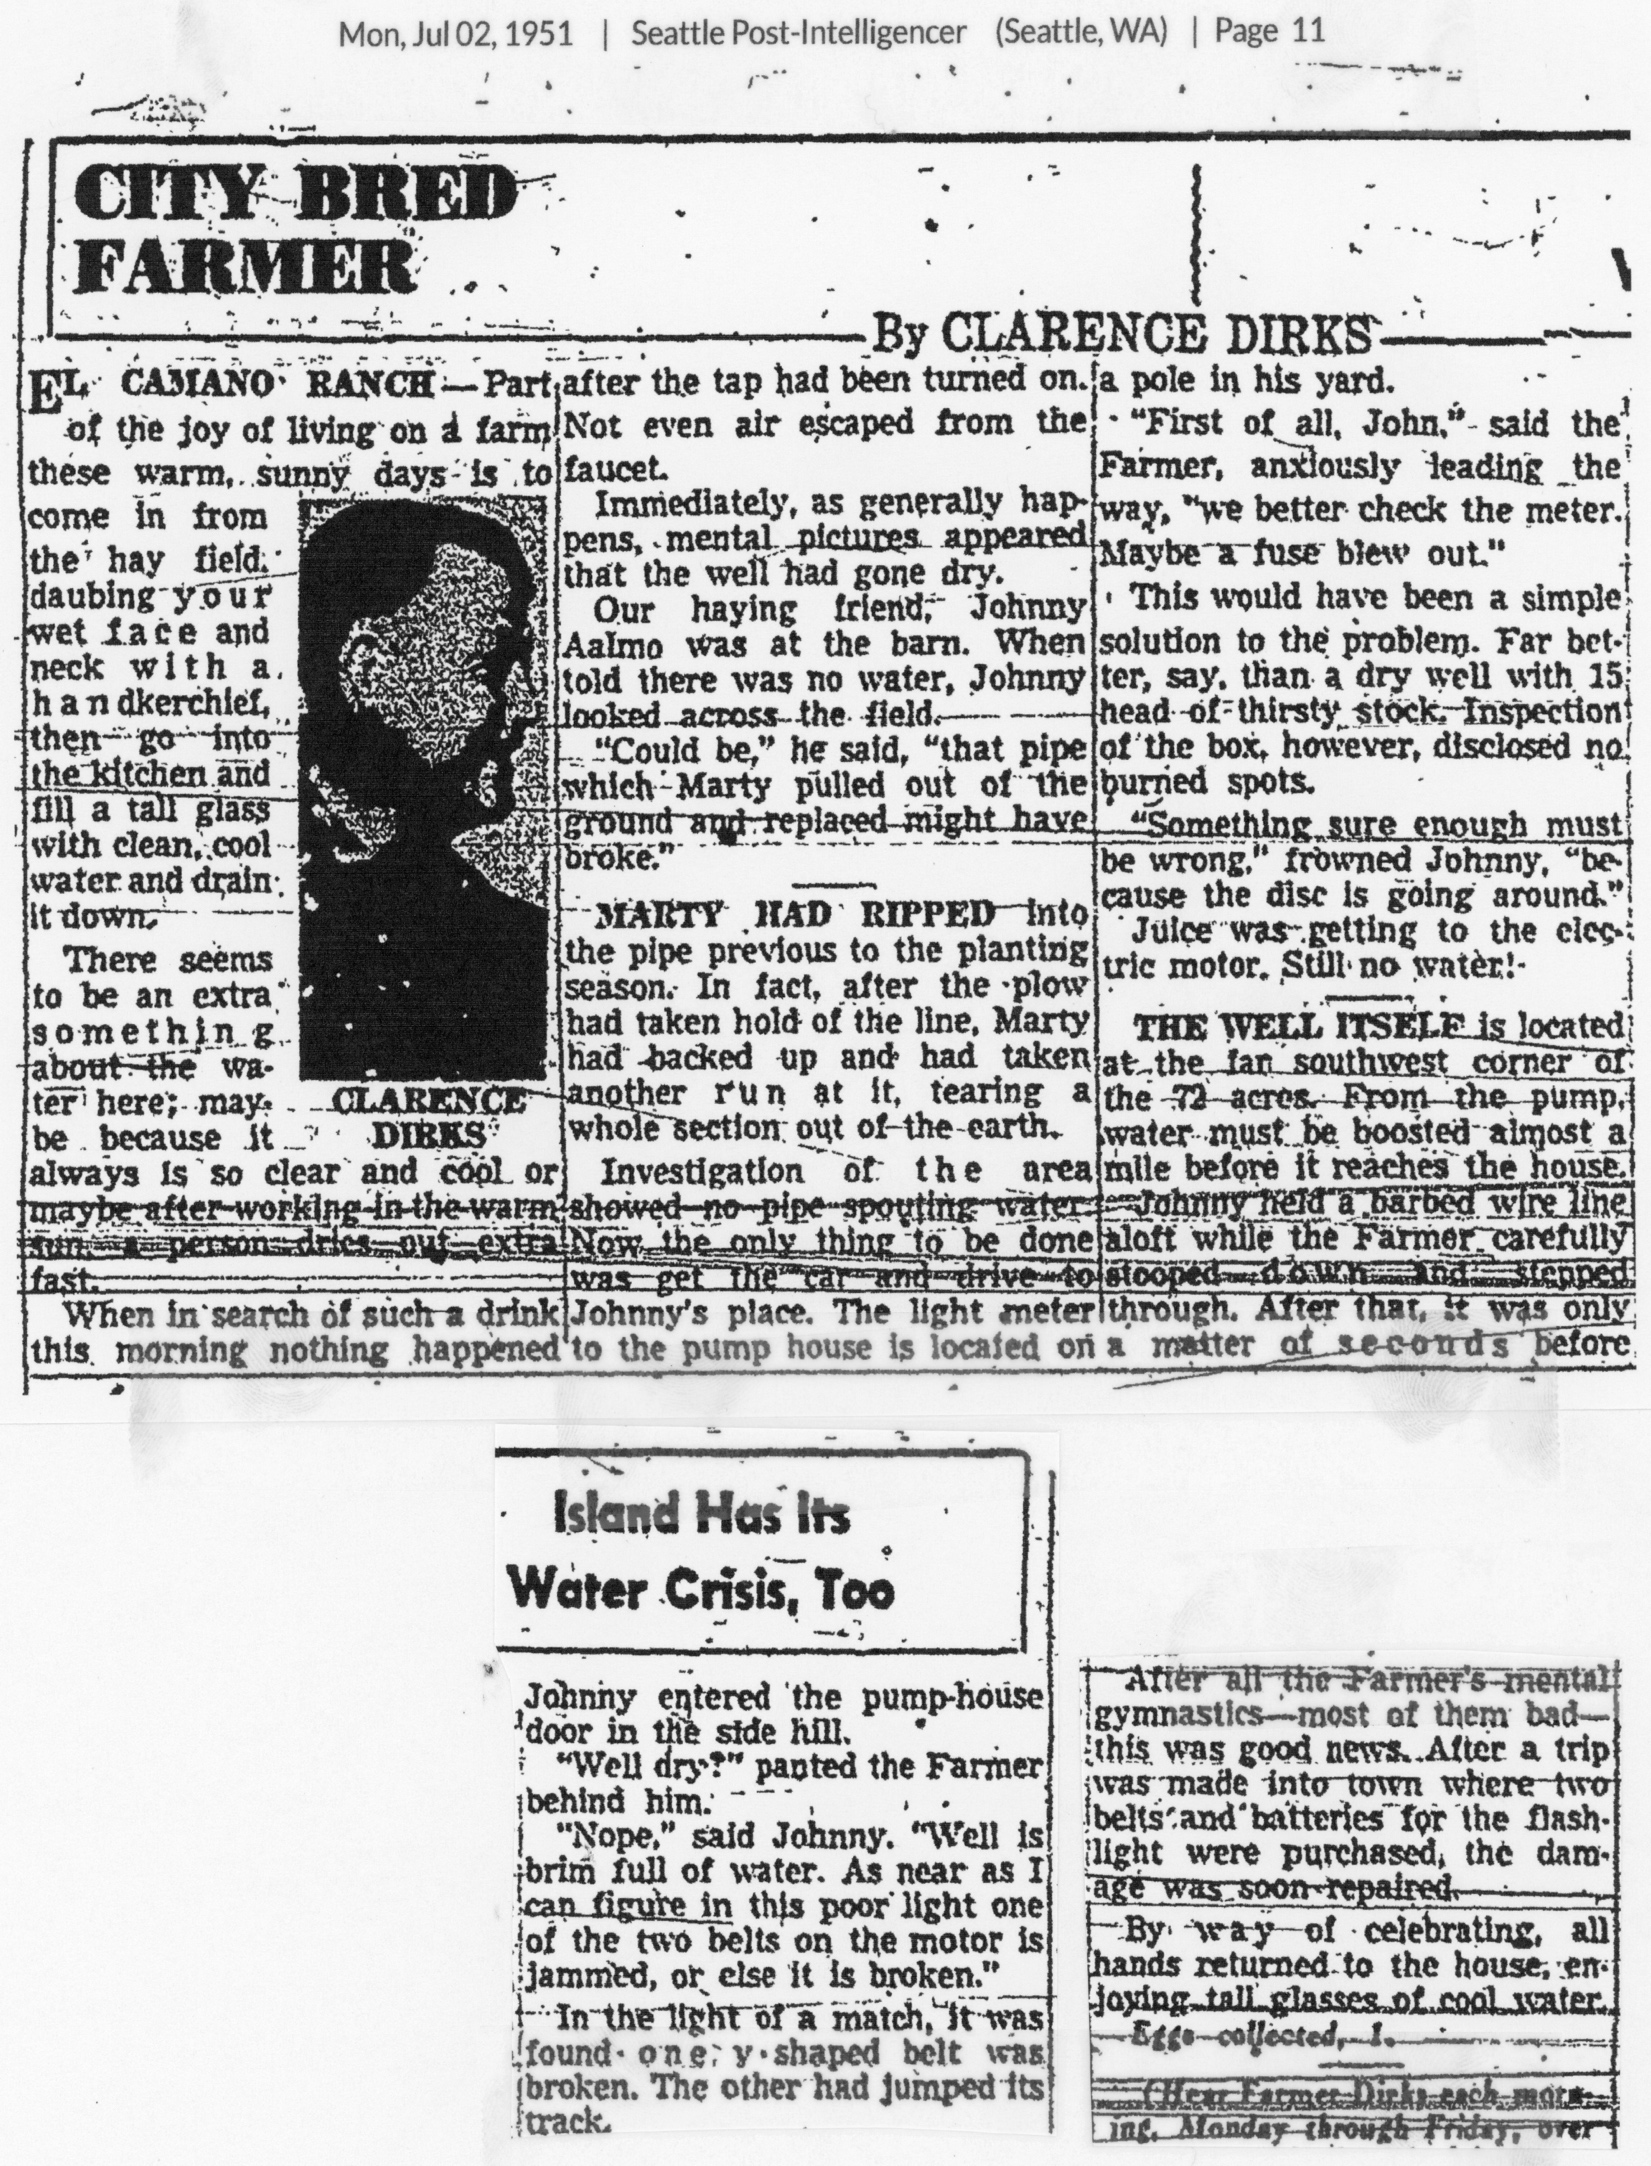 Mon, Jul 02, 1951 | Seattle Post-Intelligencer (Seattle, WA) | Page 11
CITY BRED
FARMER
By CLARENCE DIRKS
EL CAMANO RANCH—Part
of the joy of living on a farm
these warm, sunny days is to
come in from
the hay field,
daubing your
wet face and
neck with a
handkerchief,
then go into
the kitchen and
fill a tall glass
with clean, cool
water and drain
it down.
There seems
to be an extra
something
about the wa-
ter here; may-
be because it
always is so clear and cool or
maybe after working in the warm
sun a person dries out extra
fast.
When in search of such a drink
this morning nothing happened
CLARENCE
DIRKS
after the tap had been turned on.
Not even air escaped from the
faucet.
Immediately, as generally hap-
pens, mental pictures appeared
that the well had gone dry.
Our haying friend, Johnny
Aalmo was at the barn. When
told there was no water, Johnny
looked across the field.
"Could be," he said, "that pipe
which Marty pulled out of the
ground and replaced might have
broke."
MARTY HAD RIPPED into
the pipe previous to the planting
season. In fact, after the plow
had taken hold of the line, Marty
had backed up and had taken
another run at it, tearing a
whole section out of the earth.
Investigation of the area
showed no pipe spouting water.
Now the only thing to be done
was get the car and drive to
Johnny's place. The light meter
to the pump house is located on
a pole in his yard.
"First of all, John," said the
Farmer, anxiously leading the
way, "we better check the meter.
Maybe a fuse blew out."
This would have been a simple
solution to the problem. Far bet-
ter, say, than a dry well with 15
head of thirsty stock. Inspection
of the box, however, disclosed no
burned spots.
"Something sure enough must
be wrong," frowned Johnny, "be-
cause the disc is going around."
Juice was getting to the elec-
tric motor. Still no water!
THE WELL ITSELF is located
at the far southwest corner of
the 72 acres. From the pump,
water must be boosted almost a
mile before it reaches the house.
Johnny held a barbed wire line
aloft while the Farmer carefully
stooped down and stepped
through. After that, it was only
a matter of seconds before
Island Has Its
Water Crisis, Too
Johnny entered the pump-house
door in the side hill.
"Well dry?" panted the Farmer
behind him.
"Nope," said Johnny. "Well is
brim full of water. As near as I
can figure in this poor light one
of the two belts on the motor is
jammed, or else it is broken."
In the light of a match, it was
found one y-shaped belt was
broken. The other had jumped its
track.
After all the Farmer's mental
gymnastics—most of them bad—
this was good news. After a trip
was made into town where two
belts and batteries for the flash-
light were purchased, the dam-
age was soon repaired.
By way of celebrating, all
hands returned to the house, en-
joying tall glasses of cool water.
Eggs collected, 1.
(Hear Farmer Dirks each morn-
ing, Monday through Friday, over